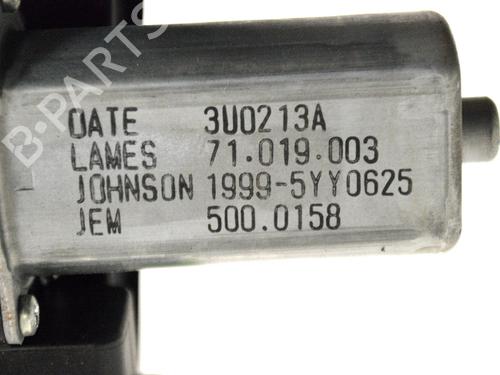 B-PARTS
DATE 3U0213A
LAMES 71.019.003
JOHNSON 1999-5YY0625
JEM 500.0158